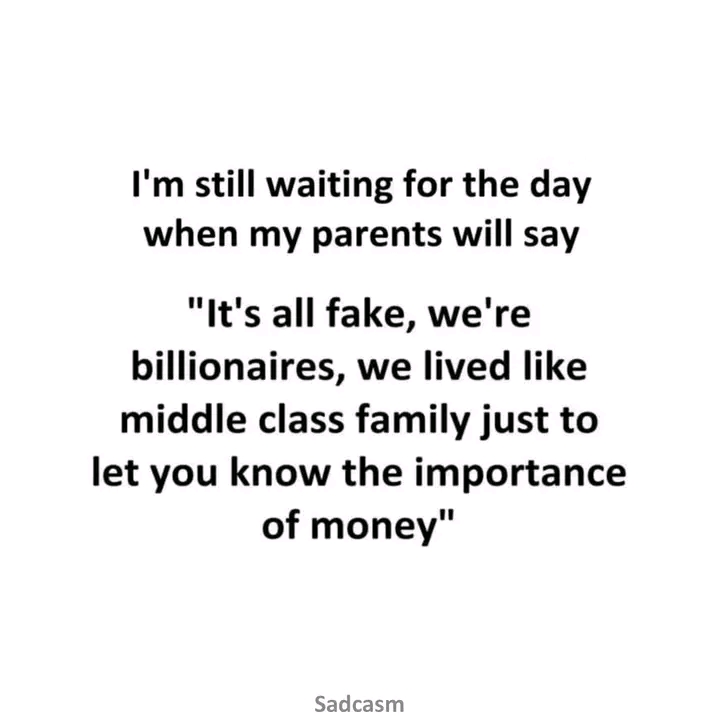 I'm still waiting for the day
when my parents will say
"It's all fake, we're
billionaires, we lived like
middle class family just to
let you know the importance
of money"
Sadcasm